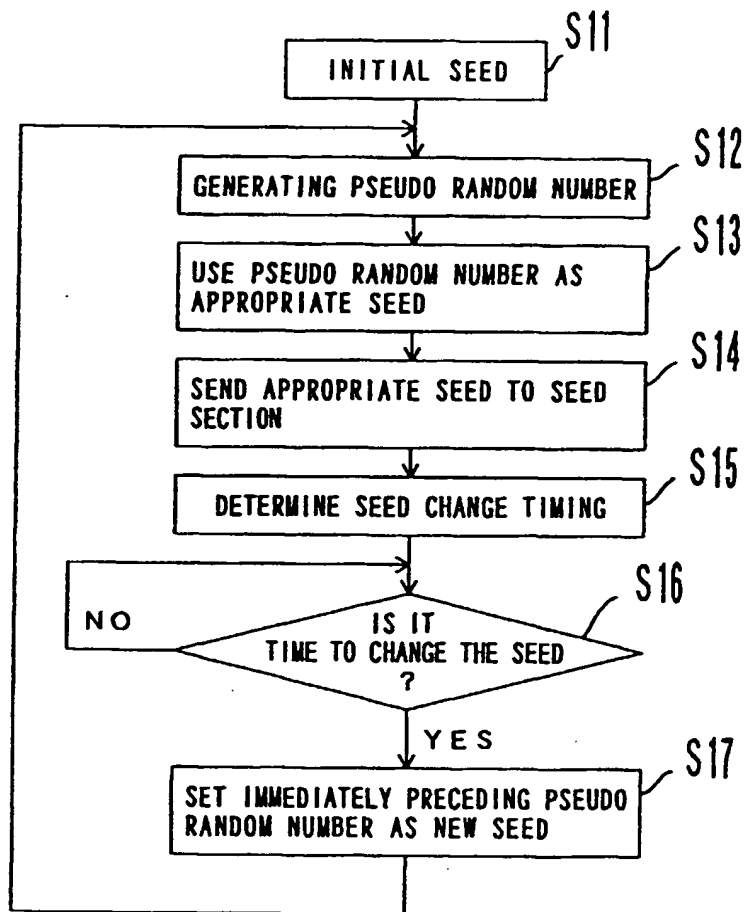 S11
INITIAL SEED
S12
GENERATING PSEUDO RANDOM NUMBER
S13
USE PSEUDO RANDOM NUMBER AS
APPROPRIATE SEED
S14
SEND APPROPRIATE SEED TO SEED
SECTION
S15
DETERMINE SEED CHANGE TIMING
S16
NO
IS IT
TIME TO CHANGE THE SEED
?
YES
S17
SET IMMEDIATELY PRECEDING PSEUDO
RANDOM NUMBER AS NEW SEED